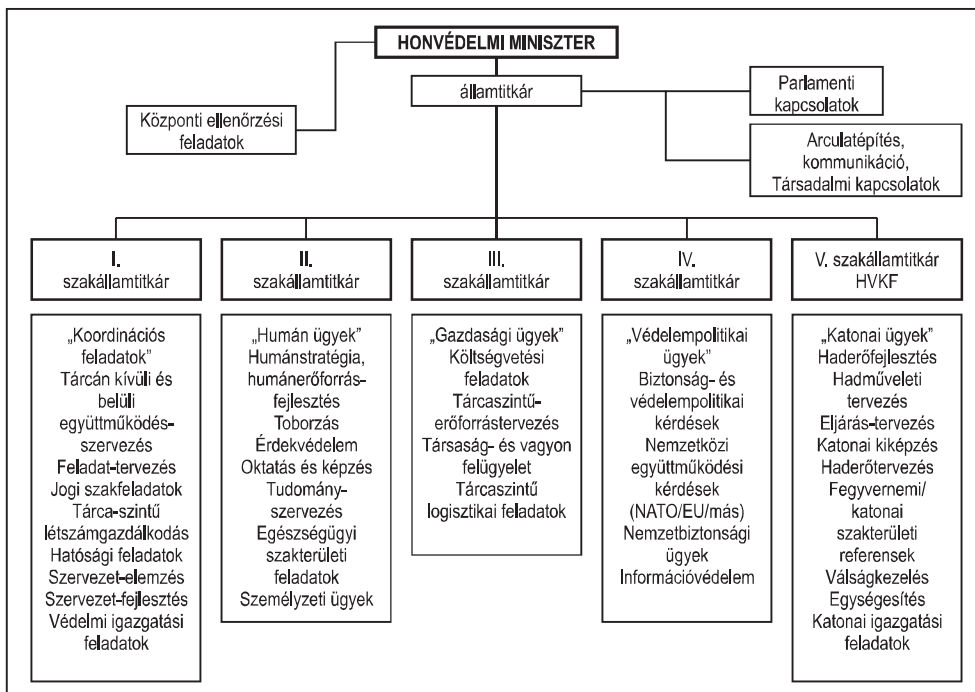 HONVÉDELMI MINISZTER
államtitkár
Parlamenti
kapcsolatok
Központi ellenőrzési
feladatok
Arculatépítés,
kommunikáció,
Társadalmi kapcsolatok
I.
szakállamtitkár
II.
szakállamtitkár
III.
szakállamtitkár
IV.
szakállamtitkár
V. szakállamtitkár
HVKF
„Koordinációs
feladatok”
Tárcán kívüli és
belüli
együttműködés-
szervezés
Feladat-tervezés
Jogi szakfeladatok
Tárca-szintű
létszámgazdálkodás
Hatósági feladatok
Szervezet-elemzés
Szervezet-fejlesztés
Védelmi igazgatási
feladatok
„Humán ügyek”
Humánstratégia,
humánerőforrás-
fejlesztés
Toborzás
Érdekvédelem
Oktatás és képzés
Tudomány-
szervezés
Egészségügyi
szakterületi
feladatok
Személyzeti ügyek
„Gazdasági ügyek”
Költségvetési
feladatok
Tárcaszintű-
erőforrástervezés
Társaság- és vagyon
felügyelet
Tárcaszintű
logisztikai feladatok
„Védelempolitikai
ügyek”
Biztonság- és
védelempolitikai
kérdések
Nemzetközi
együttműködési
kérdések
(NATO/EU/más)
Nemzetbiztonsági
ügyek
Információvédelem
„Katonai ügyek”
Haderőfejlesztés
Hadműveleti
tervezés
Eljárás-tervezés
Katonai kiképzés
Haderőtervezés
Fegyvernemi/
katonai
szakterületi
referensek
Válságkezelés
Egységesítés
Katonai igazgatási
feladatok